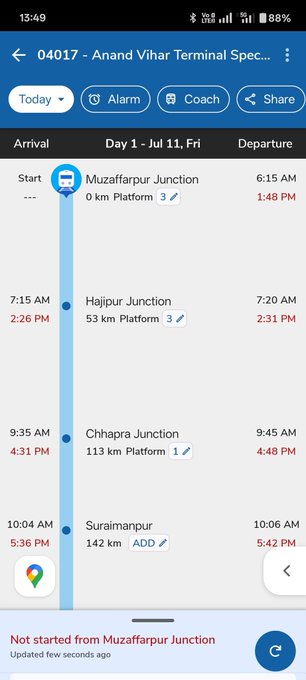 13:49
Vo LTE 5G 88%
04017 - Anand Vihar Terminal Spec...
Today Alarm Coach Share
Arrival Day 1 - Jul 11, Fri Departure
Start Muzaffarpur Junction 6:15 AM
--- 0 km Platform 3 1:48 PM
7:15 AM Hajipur Junction 7:20 AM
2:26 PM 53 km Platform 3 2:31 PM
9:35 AM Chhapra Junction 9:45 AM
4:31 PM 113 km Platform 1 4:48 PM
10:04 AM Suraimanpur 10:06 AM
5:36 PM 142 km ADD 5:42 PM
Not started from Muzaffarpur Junction
Updated few seconds ago